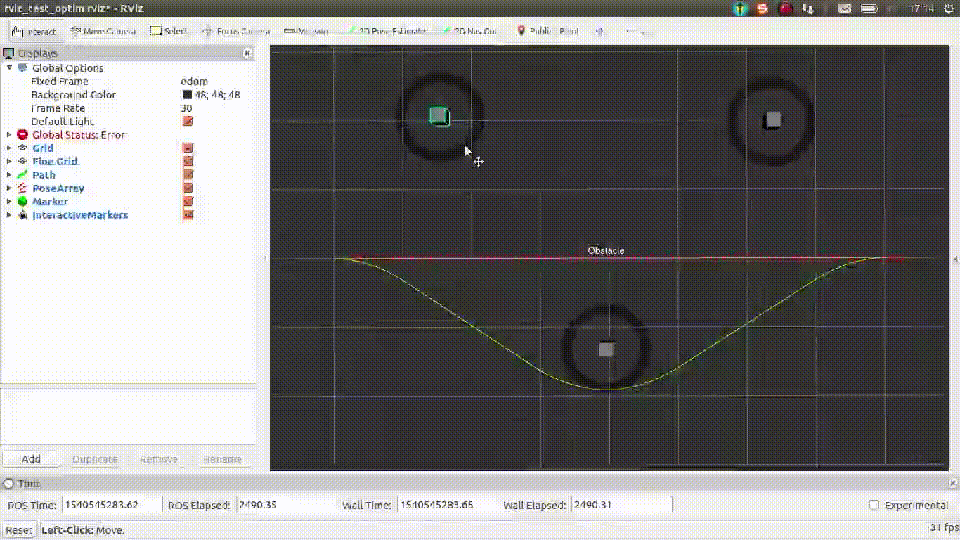 rviz_test_optim.rviz* - RViz 17:14
Interact Move Camera Select Focus Camera Measure 2D Pose Estimate 2D Nav Goal Publish Point
Displays
Global Options
Fixed Frame odom
Background Color 48; 48; 48
Frame Rate 30
Default Light
Global Status: Error
Grid
Fine Grid
Path
PoseArray
Marker
InteractiveMarkers
Obstacle
Add Duplicate Remove Rename
Time
ROS Time: 1540545283.62 ROS Elapsed: 2490.35 Wall Time: 1540545283.65 Wall Elapsed: 2490.31 Experimental
Reset Left-Click: Move. 31 fps